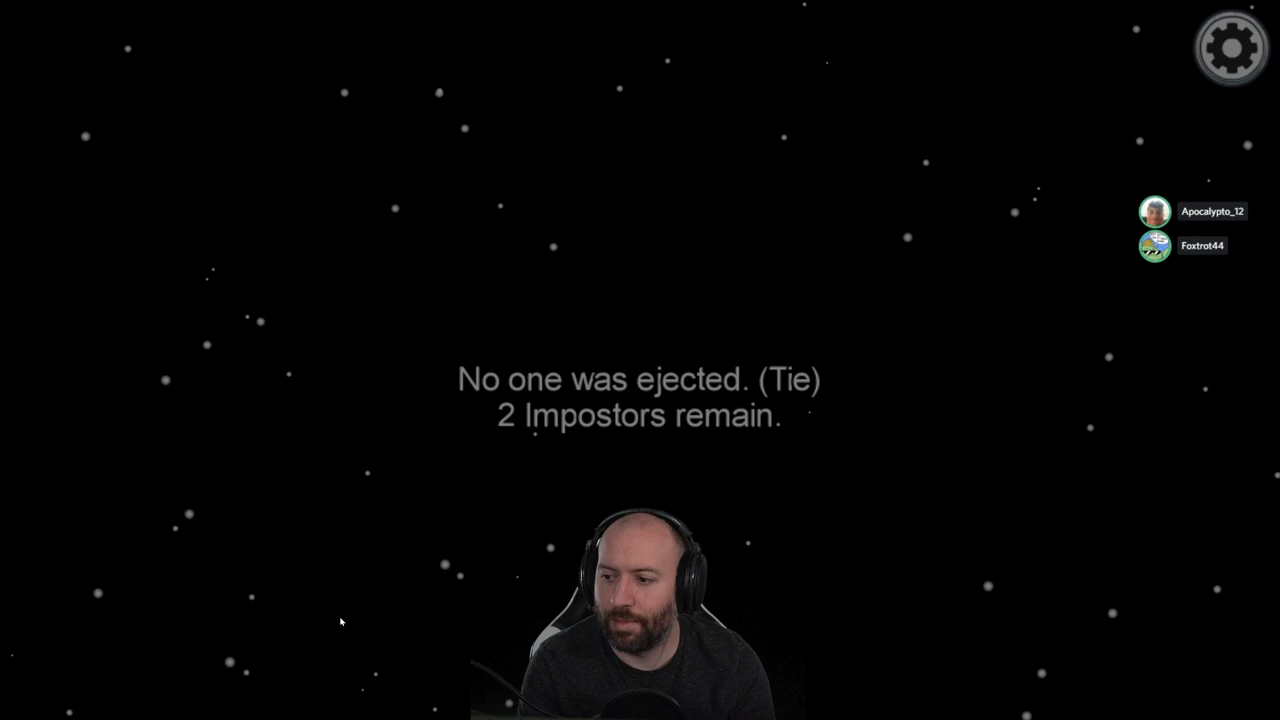 Apocalypto_12
Foxtrot44
No one was ejected. (Tie)
2 Impostors remain.